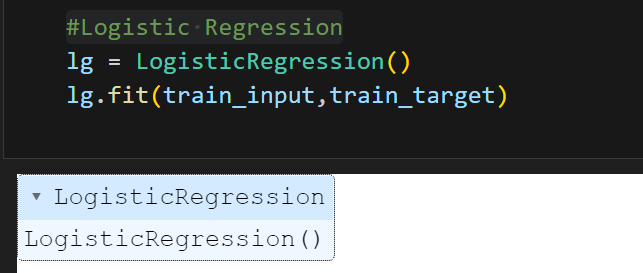 #Logistic Regression
lg = LogisticRegression()
lg.fit(train_input,train_target)
▼ LogisticRegression
LogisticRegression()